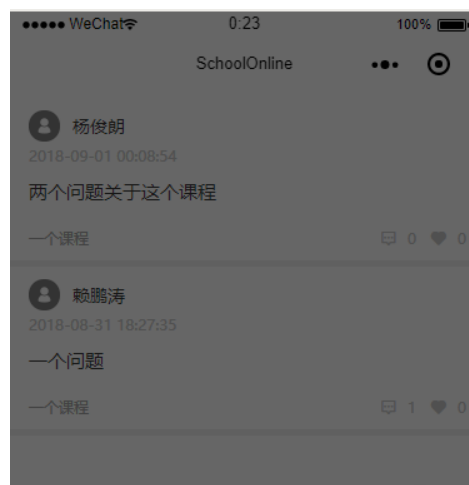 WeChat 0:23 100%
SchoolOnline
杨俊朗
2018-09-01 00:08:54
两个问题关于这个课程
一个课程 0 0
赖鹏涛
2018-08-31 18:27:35
一个问题
一个课程 1 0